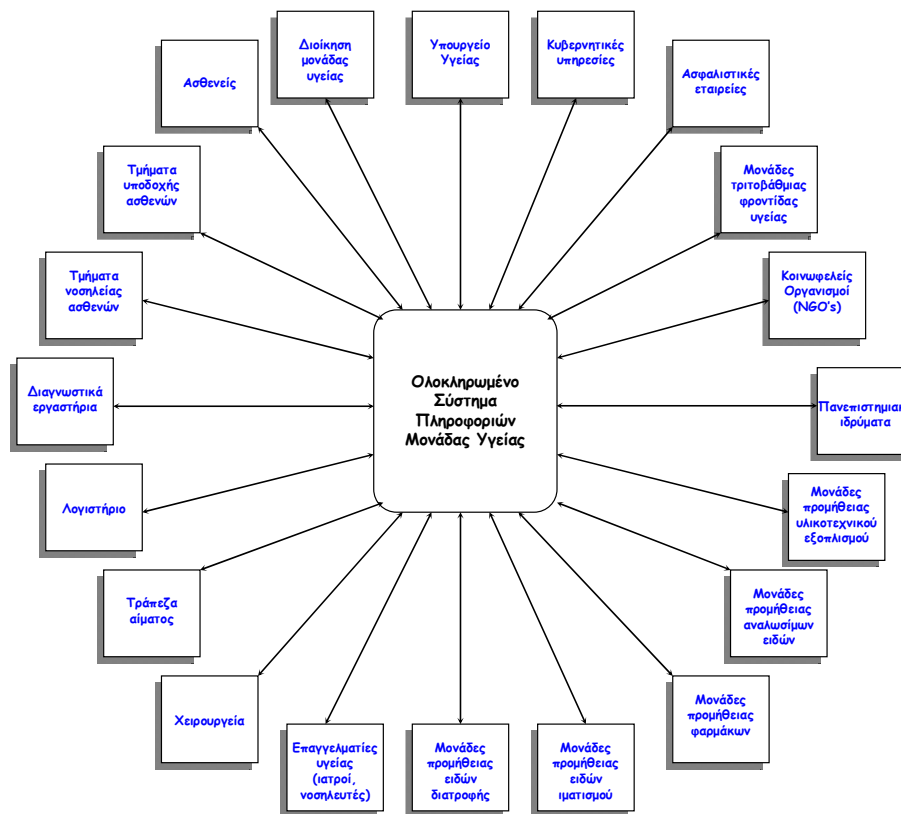 Διοίκηση
μονάδας
υγείας
Υπουργείο
Υγείας
Κυβερνητικές
υπηρεσίες
Ασθενείς
Ασφαλιστικές
εταιρείες
Τμήματα
υποδοχής
ασθενών
Μονάδες
τριτοβάθμιας
φροντίδας
υγείας
Τμήματα
νοσηλείας
ασθενών
Κοινωφελείς
Οργανισμοί
(NGO's)
Διαγνωστικά
εργαστήρια
Ολοκληρωμένο
Σύστημα
Πληροφοριών
Μονάδας Υγείας
Πανεπιστημιακ
ιδρύματα
Λογιστήριο
Μονάδες
προμήθειας
υλικοτεχνικού
εξοπλισμού
Τράπεζα
αίματος
Μονάδες
προμήθειας
αναλωσίμων
ειδών
Χειρουργεία
Μονάδες
προμήθειας
φαρμάκων
Επαγγελματίες
υγείας
(ιατροί,
νοσηλευτές)
Μονάδες
προμήθειας
ειδών
διατροφής
Μονάδες
προμήθειας
ειδών
ιματισμού